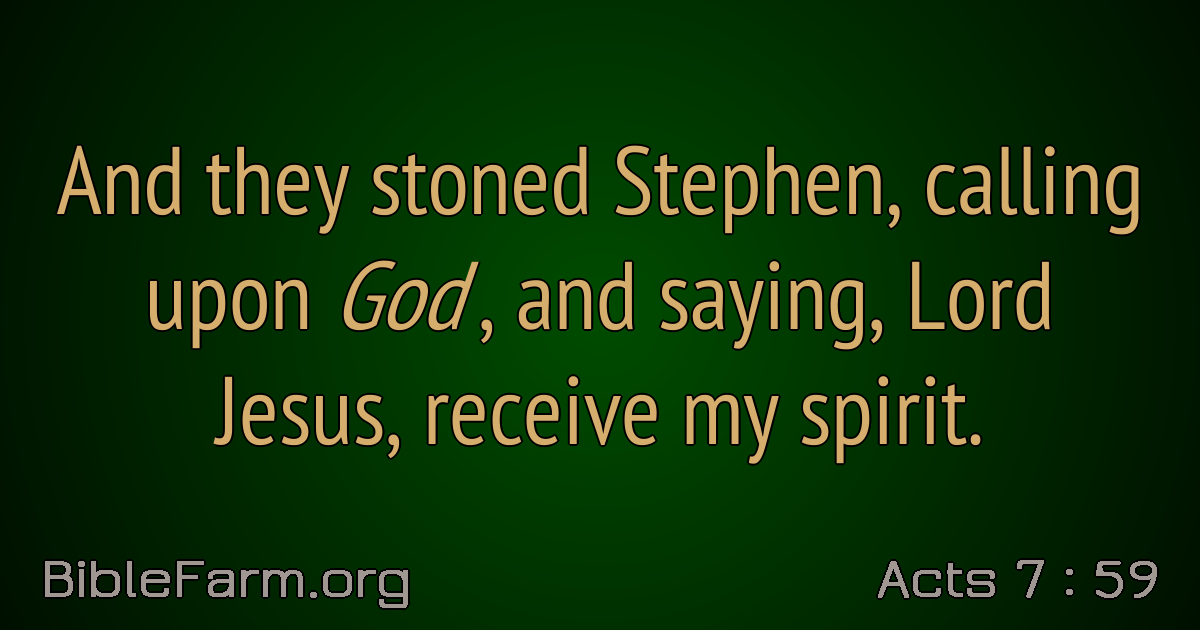 And they stoned Stephen, calling
upon God , and saying, Lord
Jesus, receive my spirit.
BibleFarm.org
Acts 7 : 59